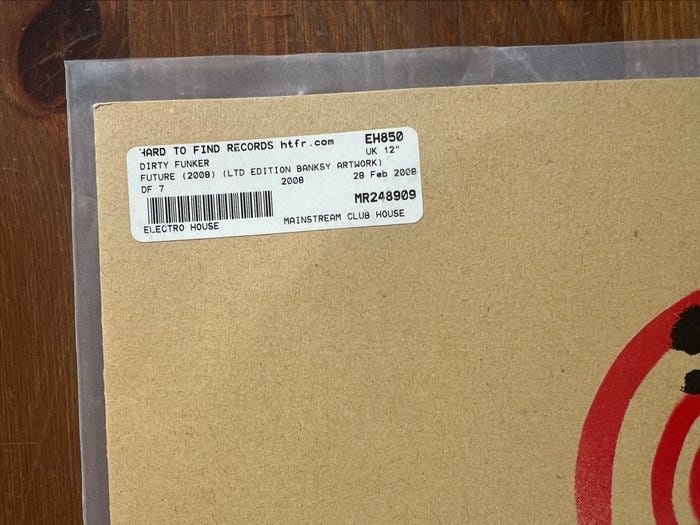 HARD TO FIND RECORDS htfr.com EH850
DIRTY FUNKER UK 12"
FUTURE (2008) (LTD EDITION BANKSY ARTWORK)
DF 7 2008 28 Feb 2008
MR248909
ELECTRO HOUSE MAINSTREAM CLUB HOUSE